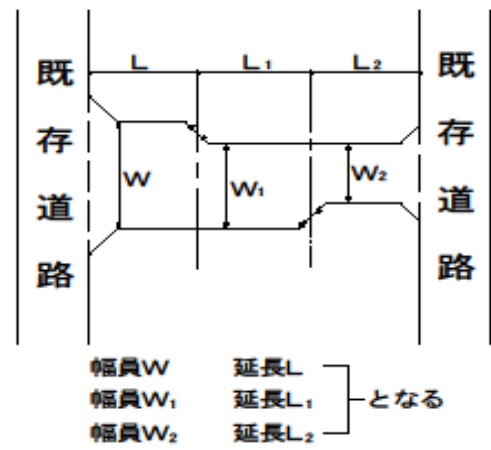 既存道路
L L₁ L₂
既存道路
W W₁ W₂
幅員W 延長L
幅員W₁ 延長L₁ となる
幅員W₂ 延長L₂